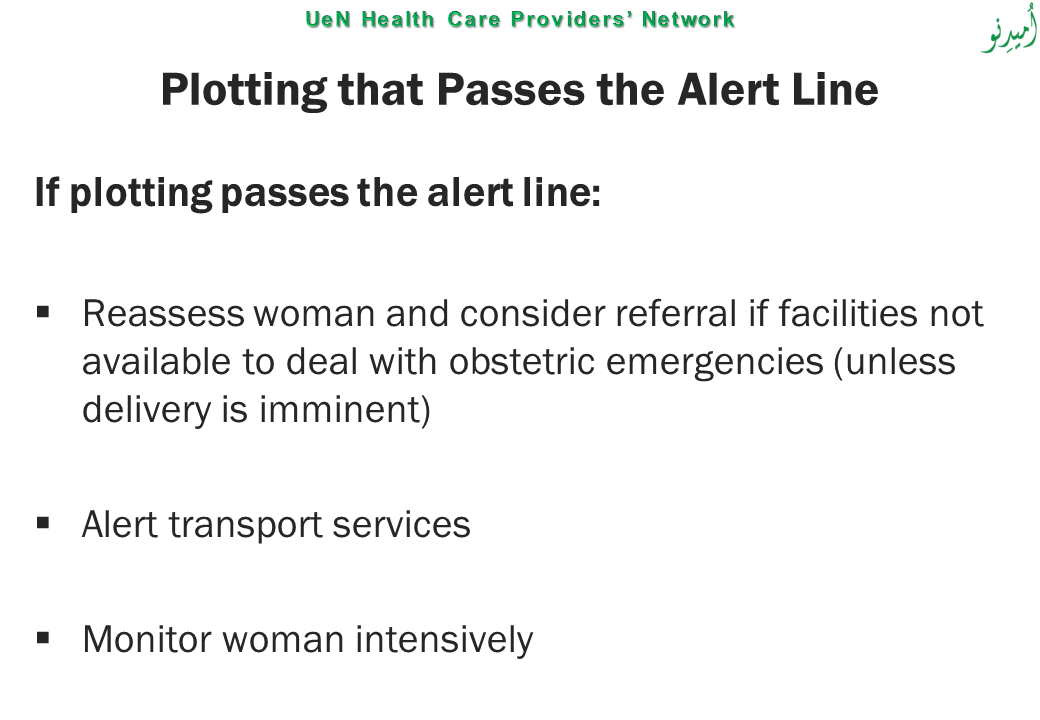 UeN Health Care Providers’ Network
اُمیدِنو
Plotting that Passes the Alert Line
If plotting passes the alert line:
▪ Reassess woman and consider referral if facilities not
available to deal with obstetric emergencies (unless
delivery is imminent)
▪ Alert transport services
▪ Monitor woman intensively